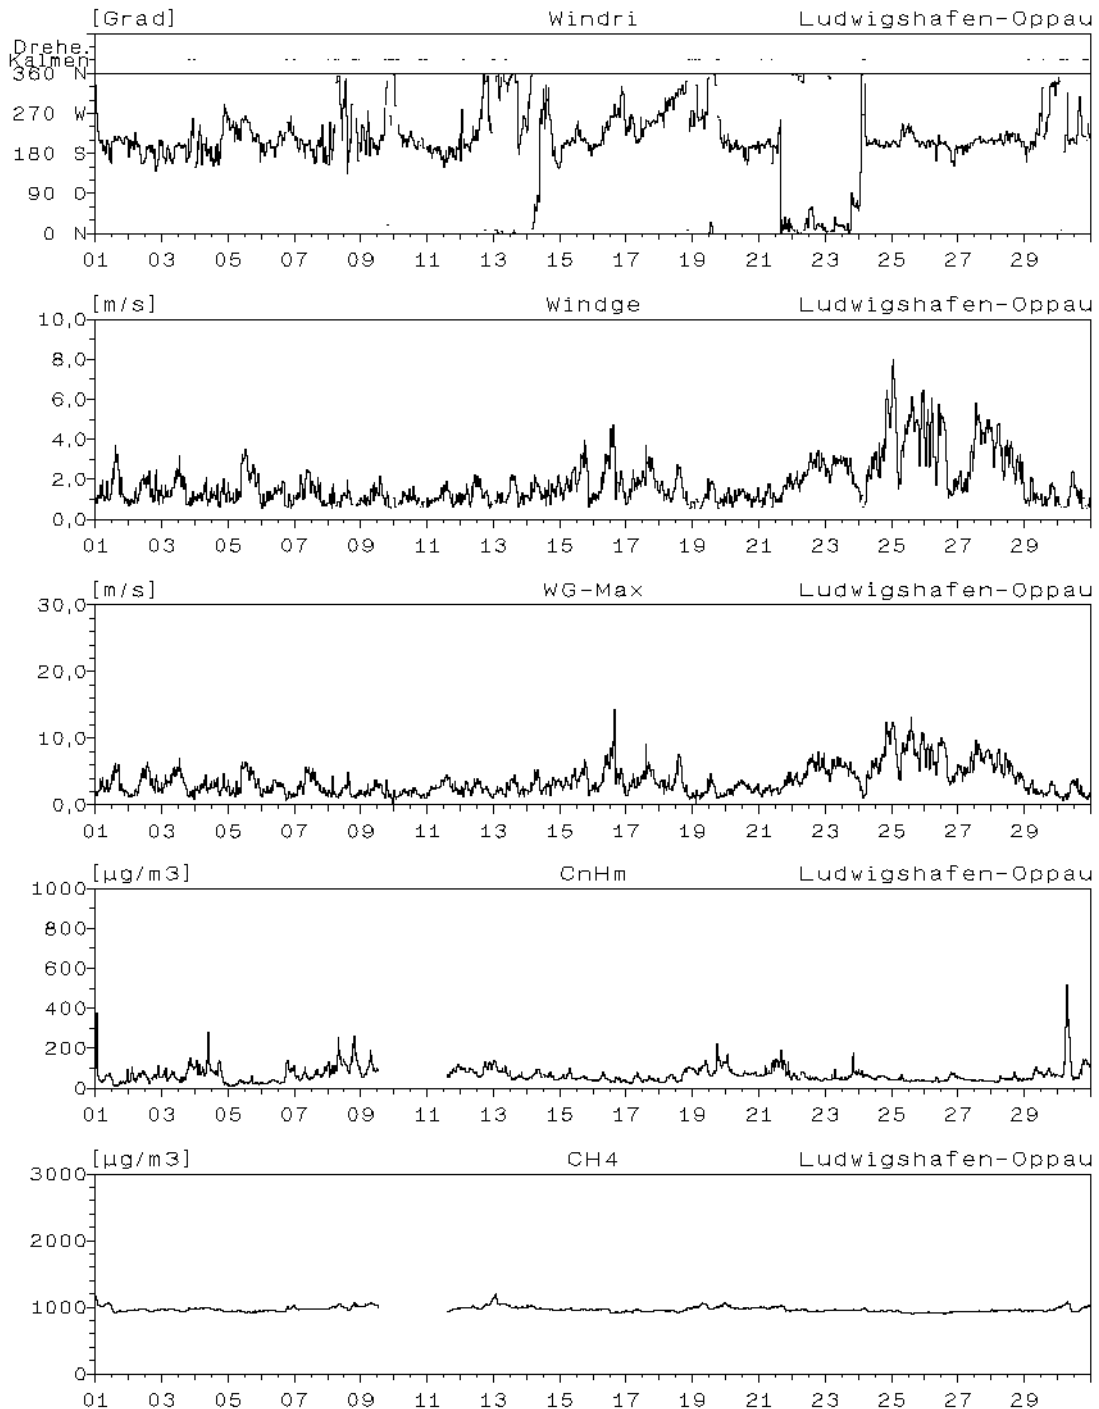 [Grad] Windri Ludwigshafen-Oppau
Drehe.
Kalmen
360 N
270 W
180 S
90 O
0 N
01 03 05 07 09 11 13 15 17 19 21 23 25 27 29
[m/s] Windge Ludwigshafen-Oppau
10,0
8,0
6,0
4,0
2,0
0,0
01 03 05 07 09 11 13 15 17 19 21 23 25 27 29
[m/s] WG-Max Ludwigshafen-Oppau
30,0
20,0
10,0
0,0
01 03 05 07 09 11 13 15 17 19 21 23 25 27 29
[µg/m3] CnHm Ludwigshafen-Oppau
1000
800
600
400
200
0
01 03 05 07 09 11 13 15 17 19 21 23 25 27 29
[µg/m3] CH4 Ludwigshafen-Oppau
3000
2000
1000
0
01 03 05 07 09 11 13 15 17 19 21 23 25 27 29